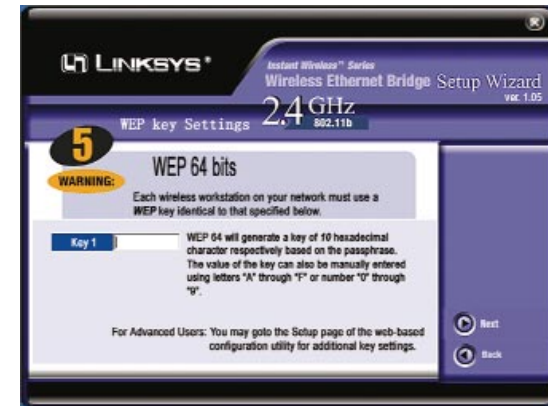 LINKSYS®
Instant Wireless™ Series
Wireless Ethernet Bridge Setup Wizard
ver. 1.05
2,4 GHz
802.11b
WEP key Settings
5
WARNING:
WEP 64 bits
Each wireless workstation on your network must use a
WEP key identical to that specified below.
Key 1
WEP 64 will generate a key of 10 hexadecimal
character respectively based on the passphrase.
The value of the key can also be manually entered
using letters "A" through "F" or number "0" through
"9".
For Advanced Users: You may goto the Setup page of the web-based
configuration utility for additional key settings.
Next
Back